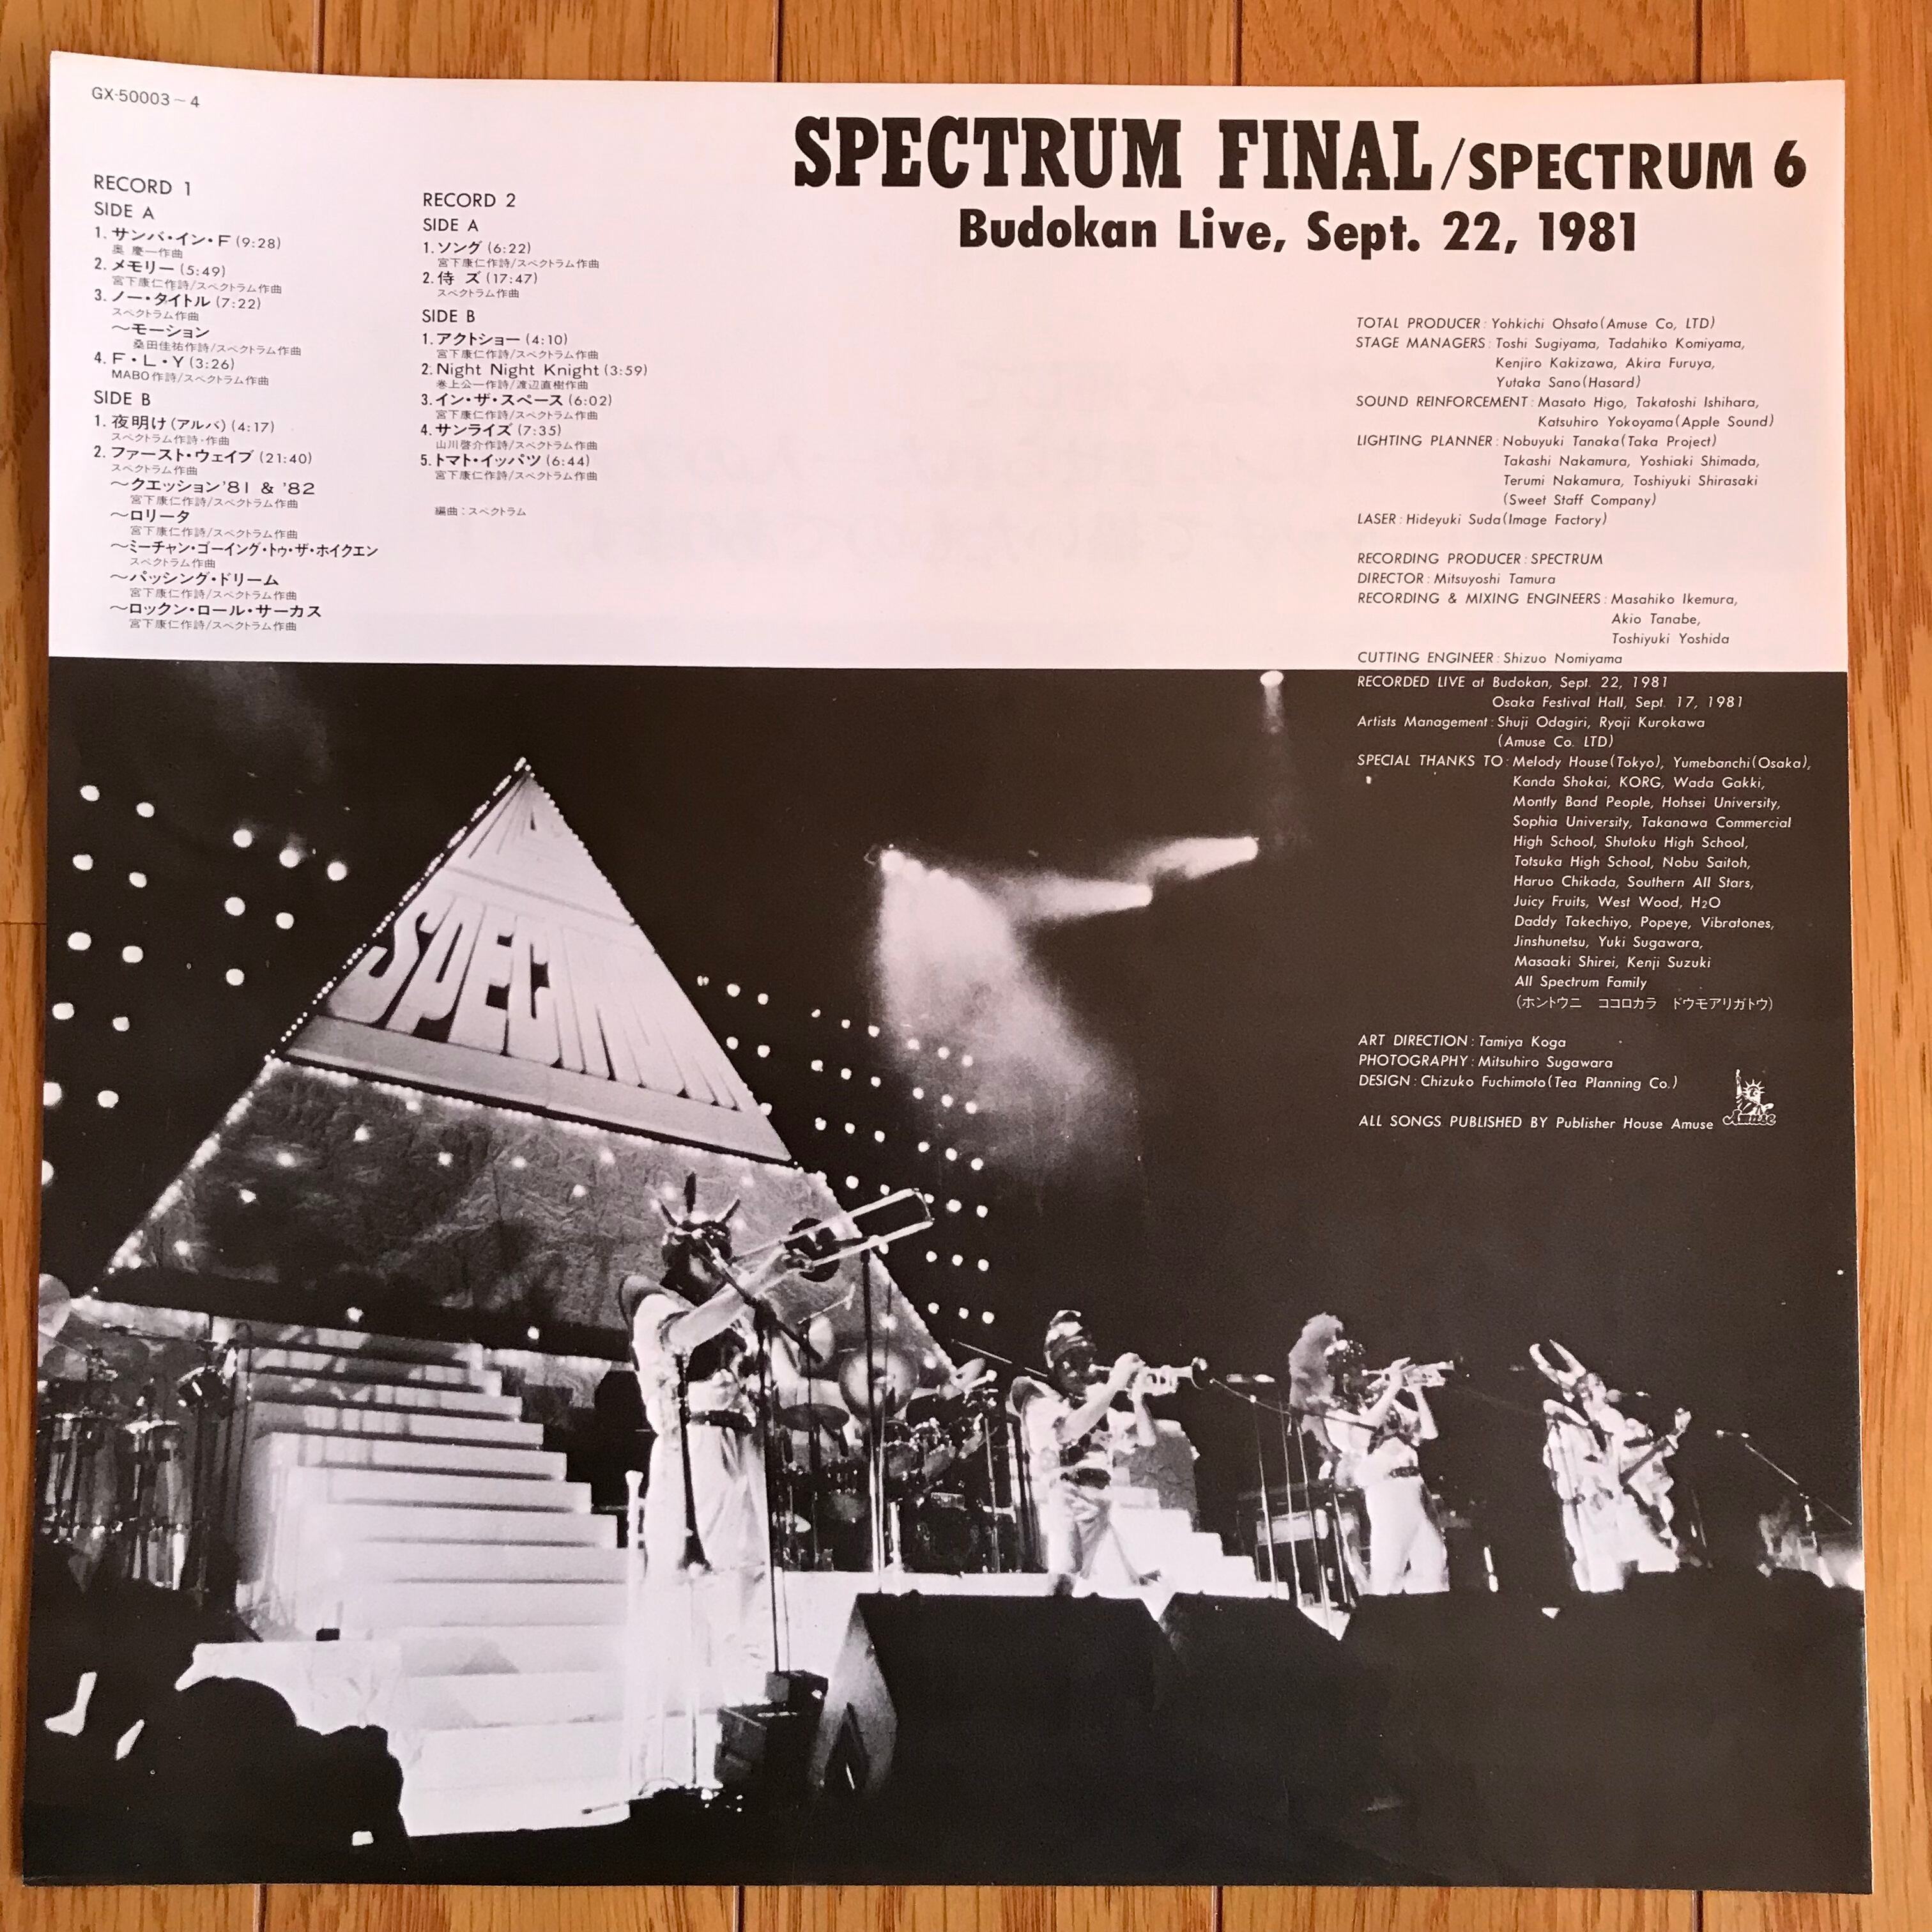 GX-50003-4
SPECTRUM FINAL/SPECTRUM 6
Budokan Live, Sept. 22, 1981
RECORD 1
SIDE A
1. サンバ・イン・F (9:28)
奥 慶一作曲
2. メモリー (5:49)
宮下康仁作詩/スペクトラム作曲
3. ノー・タイトル (7:22)
スペクトラム作曲
〜モーション
桑田佳祐作詩/スペクトラム作曲
4. F・L・Y (3:26)
MABO作詩/スペクトラム作曲
SIDE B
1. 夜明け (アルバ) (4:17)
スペクトラム作詩・作曲
2. ファースト・ウェイブ (21:40)
スペクトラム作曲
〜クエッション'81 & '82
宮下康仁作詩/スペクトラム作曲
〜ロリータ
宮下康仁作詩/スペクトラム作曲
〜ミーチャン・ゴーイング・トゥ・ザ・ホイクエン
スペクトラム作曲
〜パッシング・ドリーム
宮下康仁作詩/スペクトラム作曲
〜ロックン・ロール・サーカス
宮下康仁作詩/スペクトラム作曲
RECORD 2
SIDE A
1. ソング (6:22)
宮下康仁作詩/スペクトラム作曲
2. 侍 ズ (17:47)
スペクトラム作曲
SIDE B
1. アクトショー (4:10)
宮下康仁作詩/スペクトラム作曲
2. Night Night Knight (3:59)
巻上公一作詩/渡辺直樹作曲
3. イン・ザ・スペース (6:02)
宮下康仁作詩/スペクトラム作曲
4. サンライズ (7:35)
山川啓介作詩/スペクトラム作曲
5. トマト・イッパツ (6:44)
宮下康仁作詩/スペクトラム作曲
編曲:スペクトラム
TOTAL PRODUCER: Yohkichi Ohsato (Amuse Co, LTD)
STAGE MANAGERS: Toshi Sugiyama, Tadahiko Komiyama,
Kenjiro Kakizawa, Akira Furuya,
Yutaka Sano (Hasard)
SOUND REINFORCEMENT: Masato Higo, Takatoshi Ishihara,
Katsuhiro Yokoyama (Apple Sound)
LIGHTING PLANNER: Nobuyuki Tanaka (Taka Project)
Takashi Nakamura, Yoshiaki Shimada,
Terumi Nakamura, Toshiyuki Shirasaki
(Sweet Staff Company)
LASER: Hideyuki Suda (Image Factory)
RECORDING PRODUCER: SPECTRUM
DIRECTOR: Mitsuyoshi Tamura
RECORDING & MIXING ENGINEERS: Masahiko Ikemura,
Akio Tanabe,
Toshiyuki Yoshida
CUTTING ENGINEER: Shizuo Nomiyama
RECORDED LIVE at Budokan, Sept. 22, 1981
Osaka Festival Hall, Sept. 17, 1981
Artists Management: Shuji Odagiri, Ryoji Kurokawa
(Amuse Co. LTD)
SPECIAL THANKS TO: Melody House (Tokyo), Yumebanchi (Osaka),
Kanda Shokai, KORG, Wada Gakki,
Montly Band People, Hohsei University,
Sophia University, Takanawa Commercial
High School, Shutoku High School,
Totsuka High School, Nobu Saitoh,
Haruo Chikada, Southern All Stars,
Juicy Fruits, West Wood, H2O
Daddy Takechiyo, Popeye, Vibratones,
Jinshunetsu, Yuki Sugawara,
Masaaki Shirei, Kenji Suzuki
All Spectrum Family
(ホントウニ ココロカラ ドウモアリガトウ)
ART DIRECTION: Tamiya Koga
PHOTOGRAPHY: Mitsuhiro Sugawara
DESIGN: Chizuko Fuchimoto (Tea Planning Co.)
ALL SONGS PUBLISHED BY Publisher House Amuse
Amuse
SPECTRUM